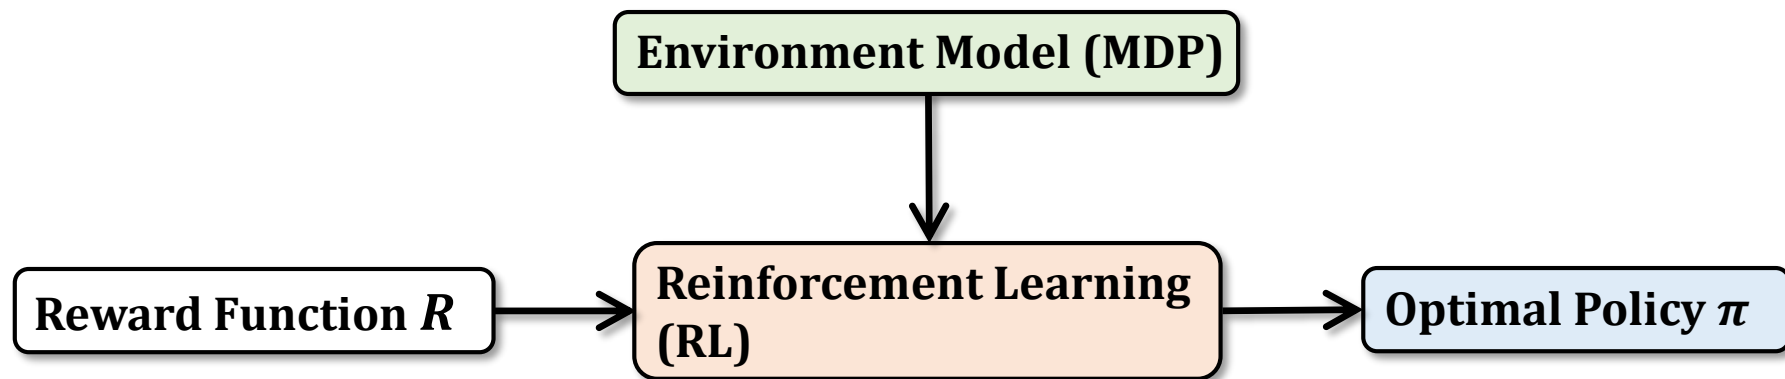 Environment Model (MDP)
Reward Function R
Reinforcement Learning
(RL)
Optimal Policy π